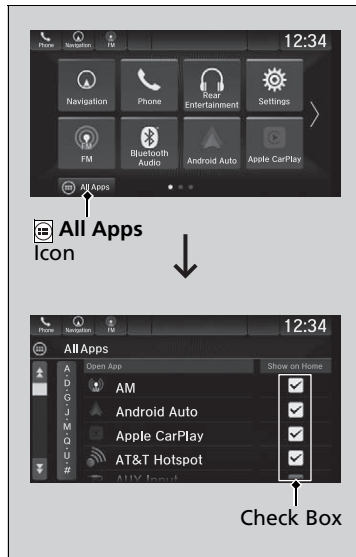 Phone Navigation FM 12:34
Navigation Phone Rear Entertainment Settings
FM Bluetooth Audio Android Auto Apple CarPlay
All Apps
All Apps
Icon
Phone Navigation FM 12:34
All Apps
Open App Show on Home
A
D
G
J
M
Q
U
#
AM
Android Auto
Apple CarPlay
AT&T Hotspot
AUX Input
Check Box